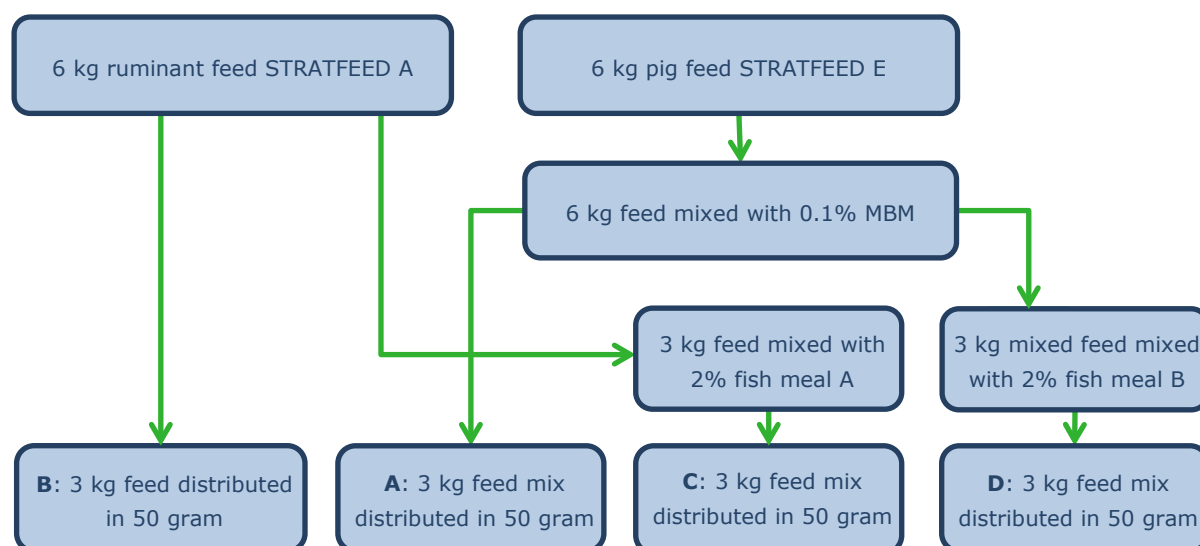 6 kg ruminant feed STRATFEED A
6 kg pig feed STRATFEED E
6 kg feed mixed with 0.1% MBM
3 kg feed mixed with
2% fish meal A
3 kg mixed feed mixed
with 2% fish meal B
B: 3 kg feed distributed
in 50 gram
A: 3 kg feed mix
distributed in 50 gram
C: 3 kg feed mix
distributed in 50 gram
D: 3 kg feed mix
distributed in 50 gram